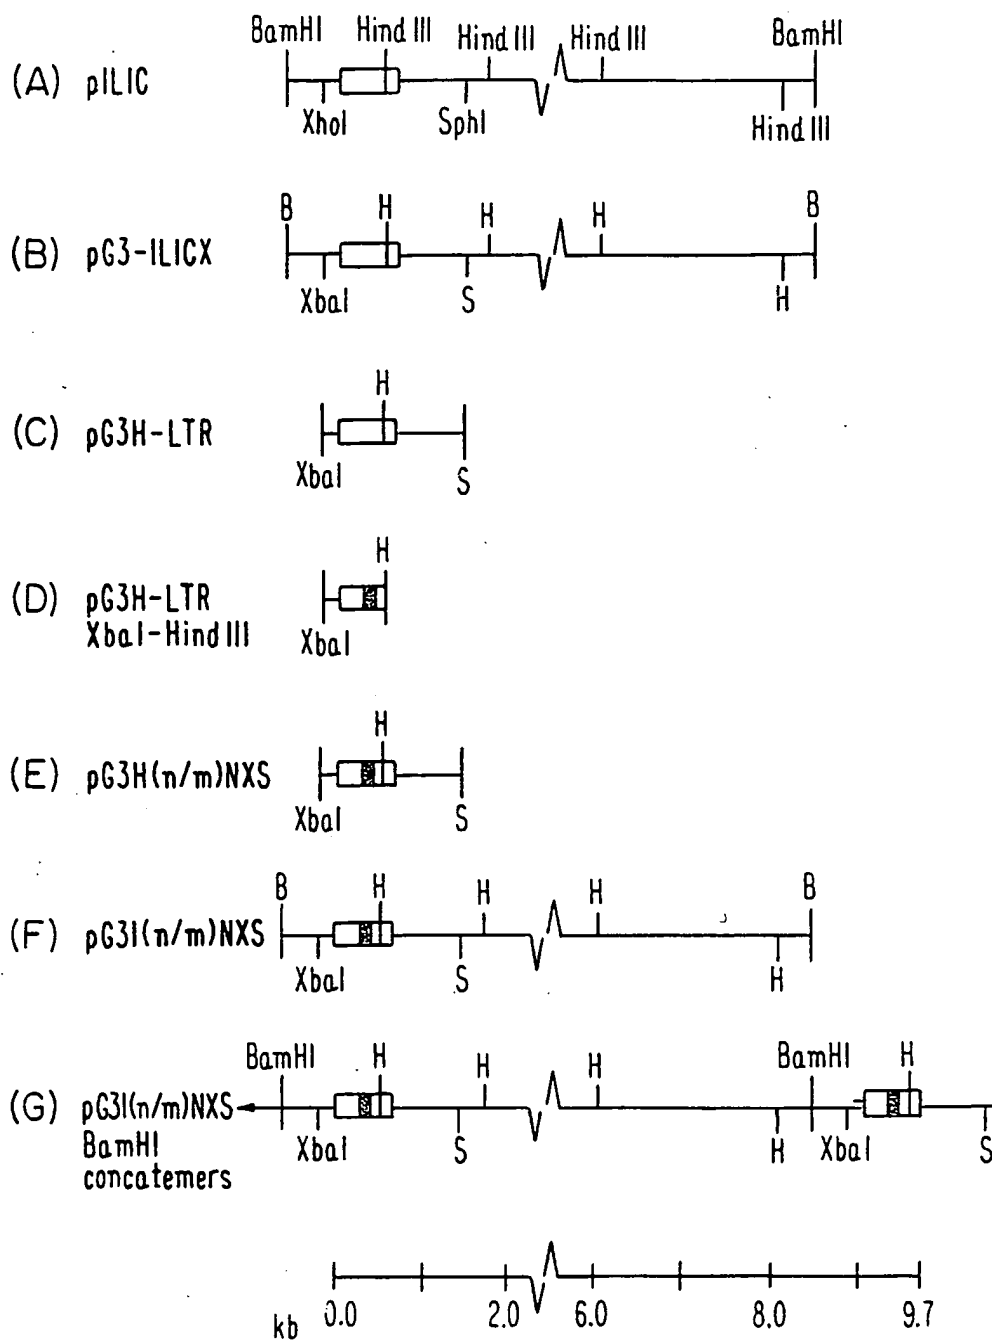 BamHI Hind III Hind III Hind III BamHI
(A) pILIC
XhoI SphI Hind III
B H H H B
(B) pG3-ILICX
XbaI S H
H
(C) pG3H-LTR
XbaI S
H
(D) pG3H-LTR
XbaI-Hind III
XbaI
H
(E) pG3H(n/m)NXS
XbaI S
B H H H B
(F) pG3I(n/m)NXS
XbaI S H
BamHI H H H BamHI H
(G) pG3I(n/m)NXS
BamHI XbaI S H XbaI S
concatemers
kb 0.0 2.0 6.0 8.0 9.7